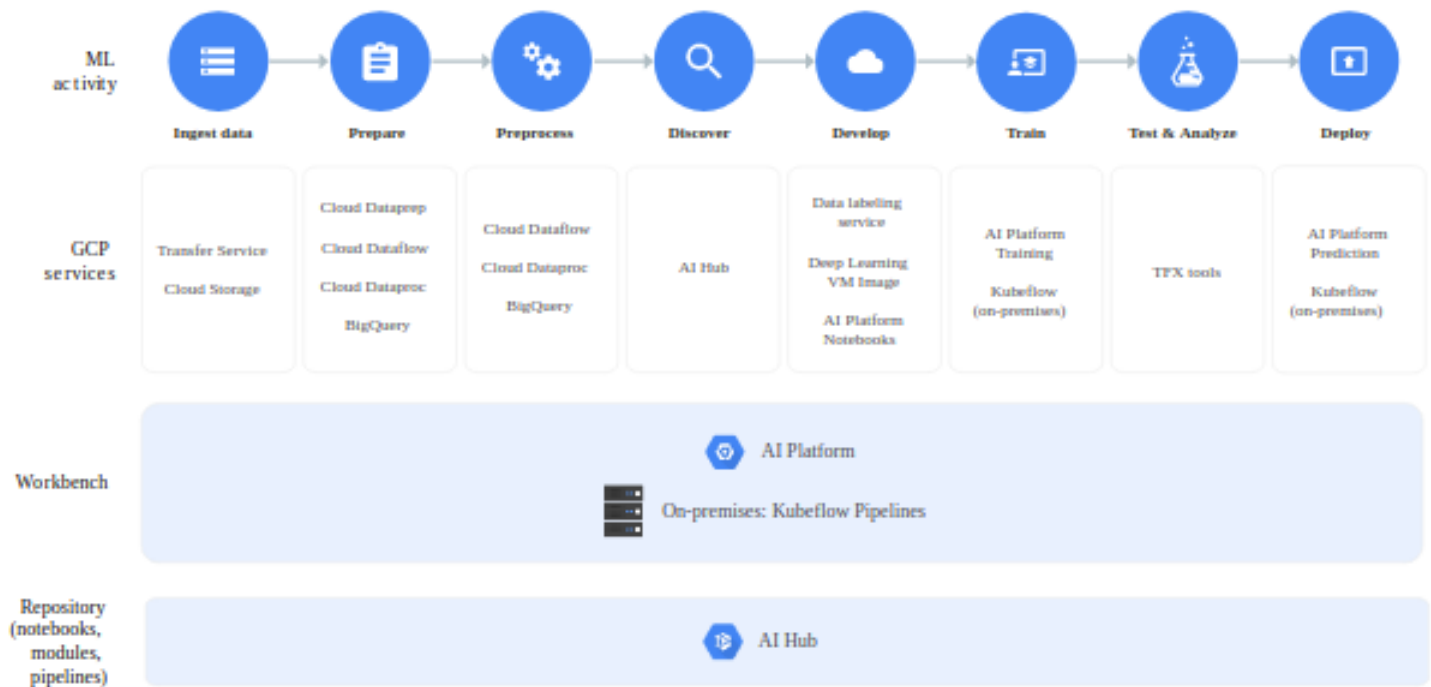 ML
activity
Ingest data
Prepare
Preprocess
Discover
Develop
Train
Test & Analyze
Deploy
GCP
services
Transfer Service
Cloud Storage
Cloud Dataprep
Cloud Dataflow
Cloud Dataproc
BigQuery
Cloud Dataflow
Cloud Dataproc
BigQuery
AI Hub
Data labeling
service
Deep Learning
VM Image
AI Platform
Notebooks
AI Platform
Training
Kubeflow
(on-premises)
TFX tools
AI Platform
Prediction
Kubeflow
(on-premises)
Workbench
AI Platform
On-premises: Kubeflow Pipelines
Repository
(notebooks,
modules,
pipelines)
AI Hub